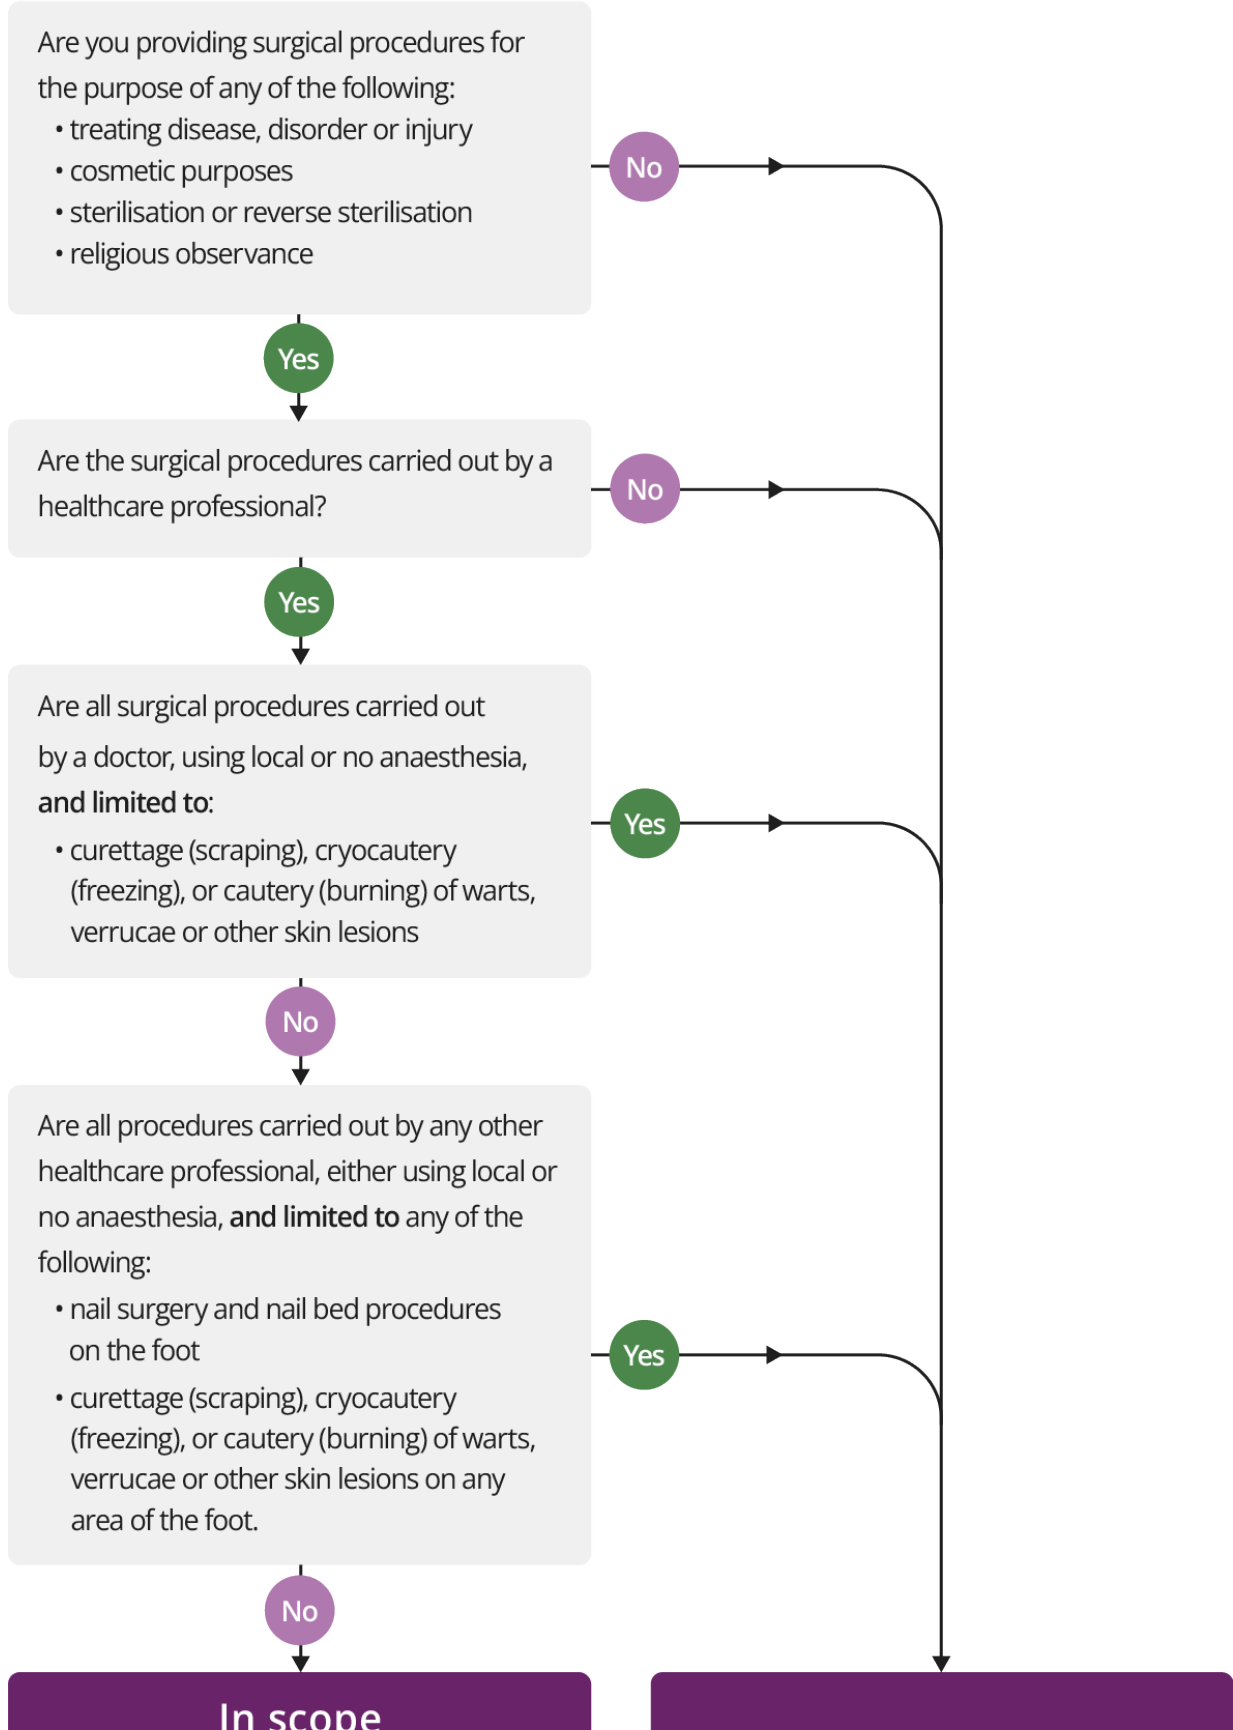 Are you providing surgical procedures for
the purpose of any of the following:
• treating disease, disorder or injury
• cosmetic purposes
• sterilisation or reverse sterilisation
• religious observance
No
Yes
Are the surgical procedures carried out by a
healthcare professional?
No
Yes
Are all surgical procedures carried out
by a doctor, using local or no anaesthesia,
and limited to:
• curettage (scraping), cryocautery
(freezing), or cautery (burning) of warts,
verrucae or other skin lesions
Yes
No
Are all procedures carried out by any other
healthcare professional, either using local or
no anaesthesia, and limited to any of the
following:
• nail surgery and nail bed procedures
on the foot
• curettage (scraping), cryocautery
(freezing), or cautery (burning) of warts,
verrucae or other skin lesions on any
area of the foot.
Yes
No
In scope